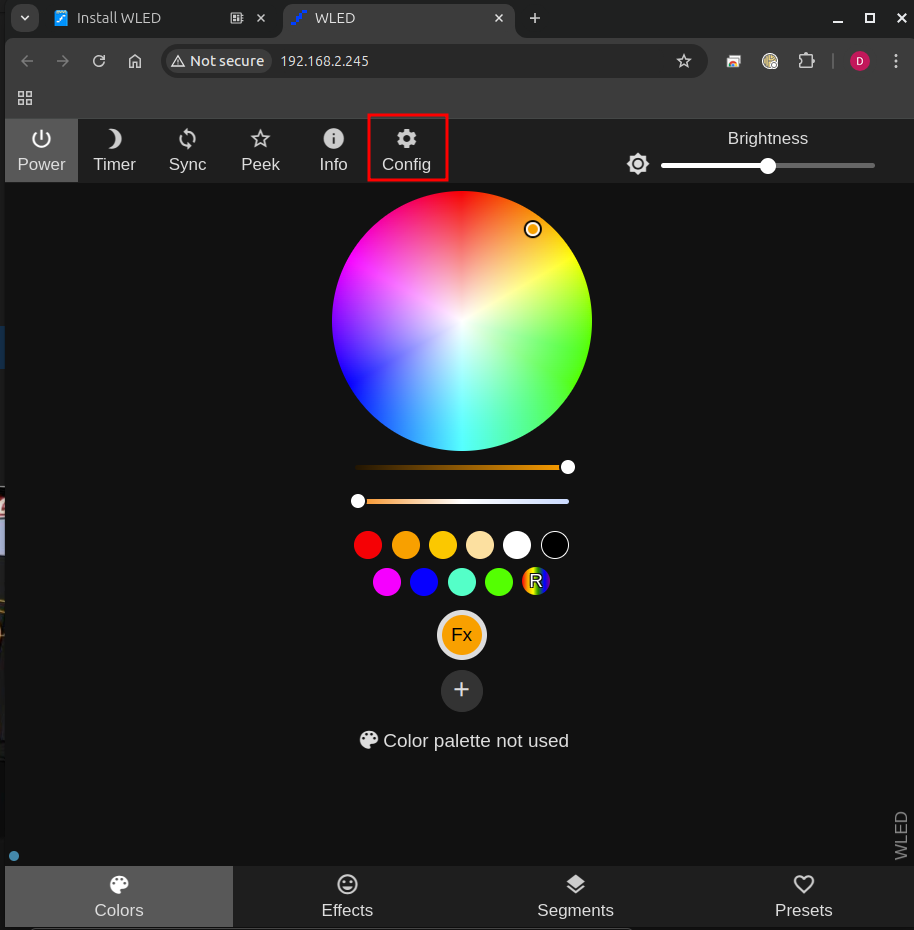 Install WLED
WLED
Not secure
192.168.2.245
D
Power
Timer
Sync
Peek
Info
Config
Brightness
R
Fx
+
Color palette not used
WLED
Colors
Effects
Segments
Presets